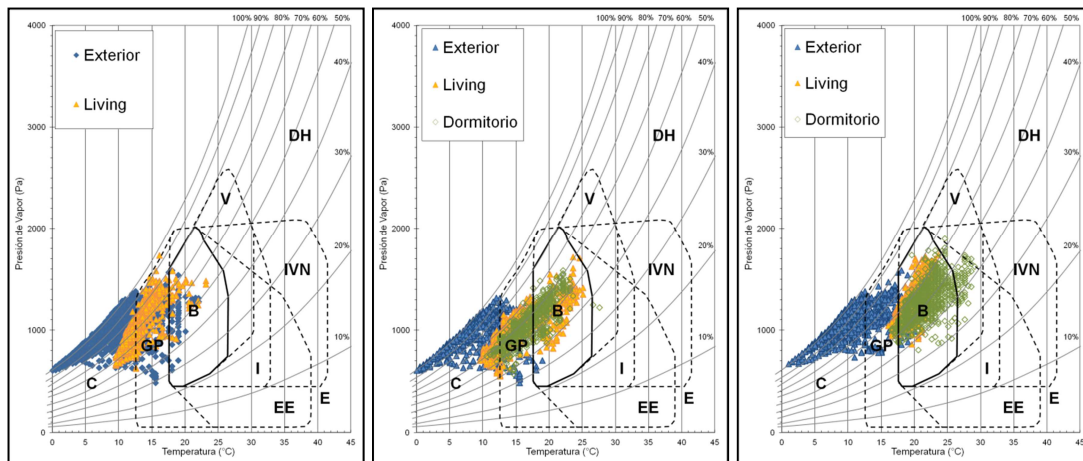 100% 90% 80% 70% 60% 50%
4000
Exterior
Living
40%
3000
DH
30%
Presión de Vapor (Pa)
V
2000
20%
IVN
B
1000
GP
10%
C
I
EE
E
0
0 5 10 15 20 25 30 35 40 45
Temperatura (°C)
100% 90% 80% 70% 60% 50%
4000
Exterior
Living
Dormitorio
40%
3000
DH
30%
Presión de Vapor (Pa)
V
2000
20%
IVN
B
1000
GP
10%
C
I
EE
E
0
0 5 10 15 20 25 30 35 40 45
Temperatura (°C)
100% 90% 80% 70% 60% 50%
4000
Exterior
Living
Dormitorio
40%
3000
DH
30%
Presión de Vapor (Pa)
V
2000
20%
IVN
B
1000
GP
10%
C
I
EE
E
0
0 5 10 15 20 25 30 35 40 45
Temperatura (°C)